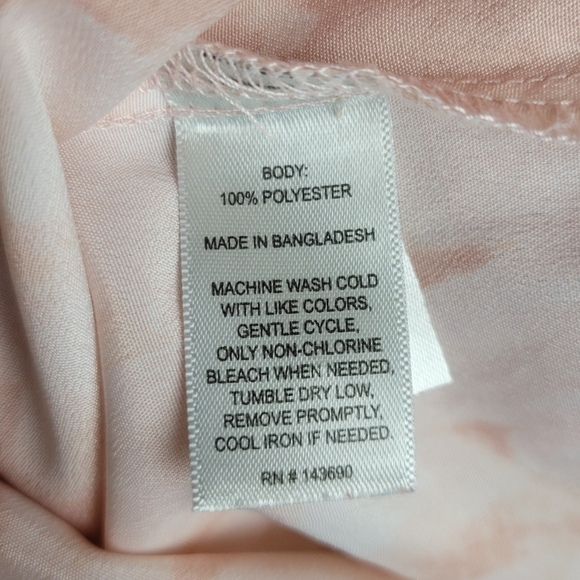 BODY:
100% POLYESTER
MADE IN BANGLADESH
MACHINE WASH COLD
WITH LIKE COLORS,
GENTLE CYCLE,
ONLY NON-CHLORINE
BLEACH WHEN NEEDED,
TUMBLE DRY LOW,
REMOVE PROMPTLY,
COOL IRON IF NEEDED.
RN # 143690